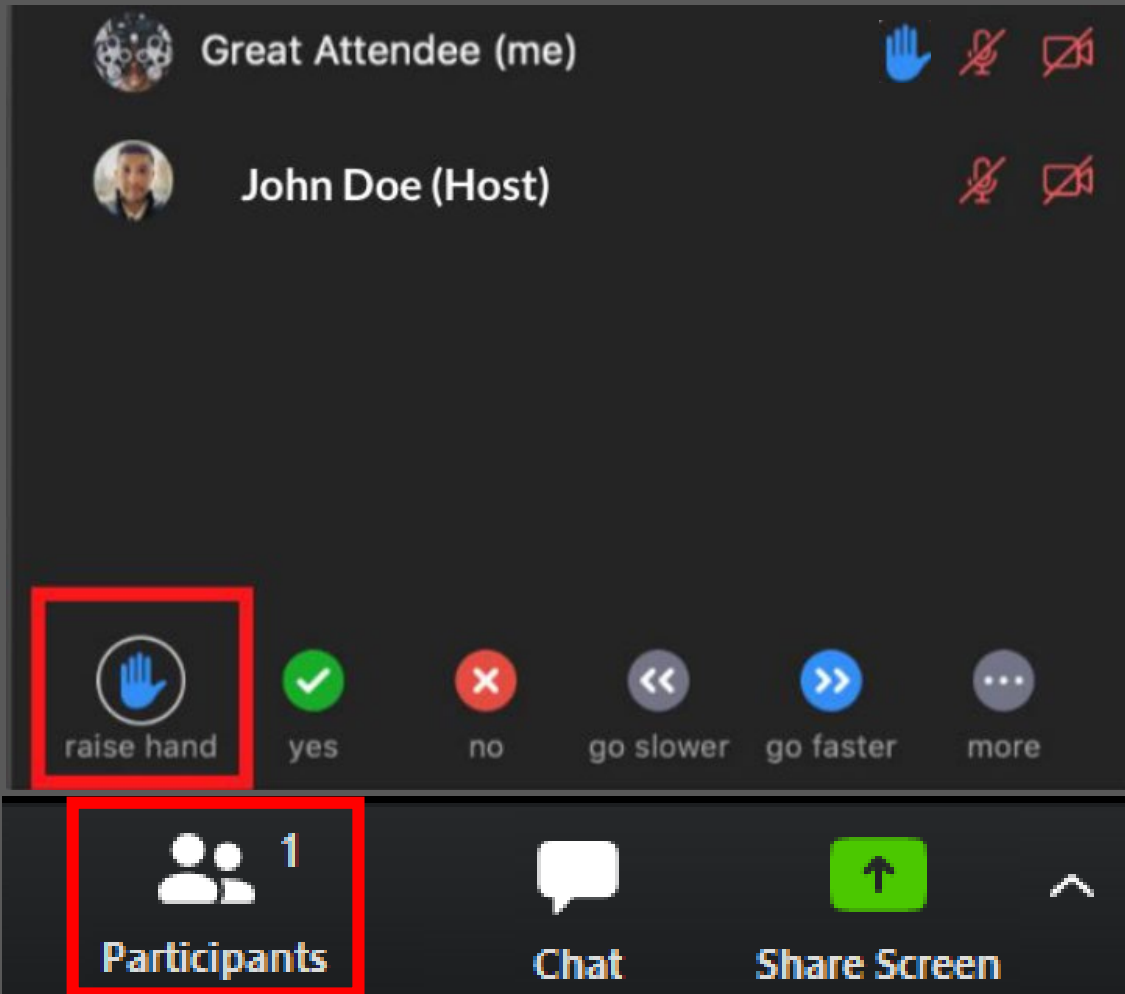 Great Attendee (me)
John Doe (Host)
raise hand yes no go slower go faster more
1
Participants Chat Share Screen